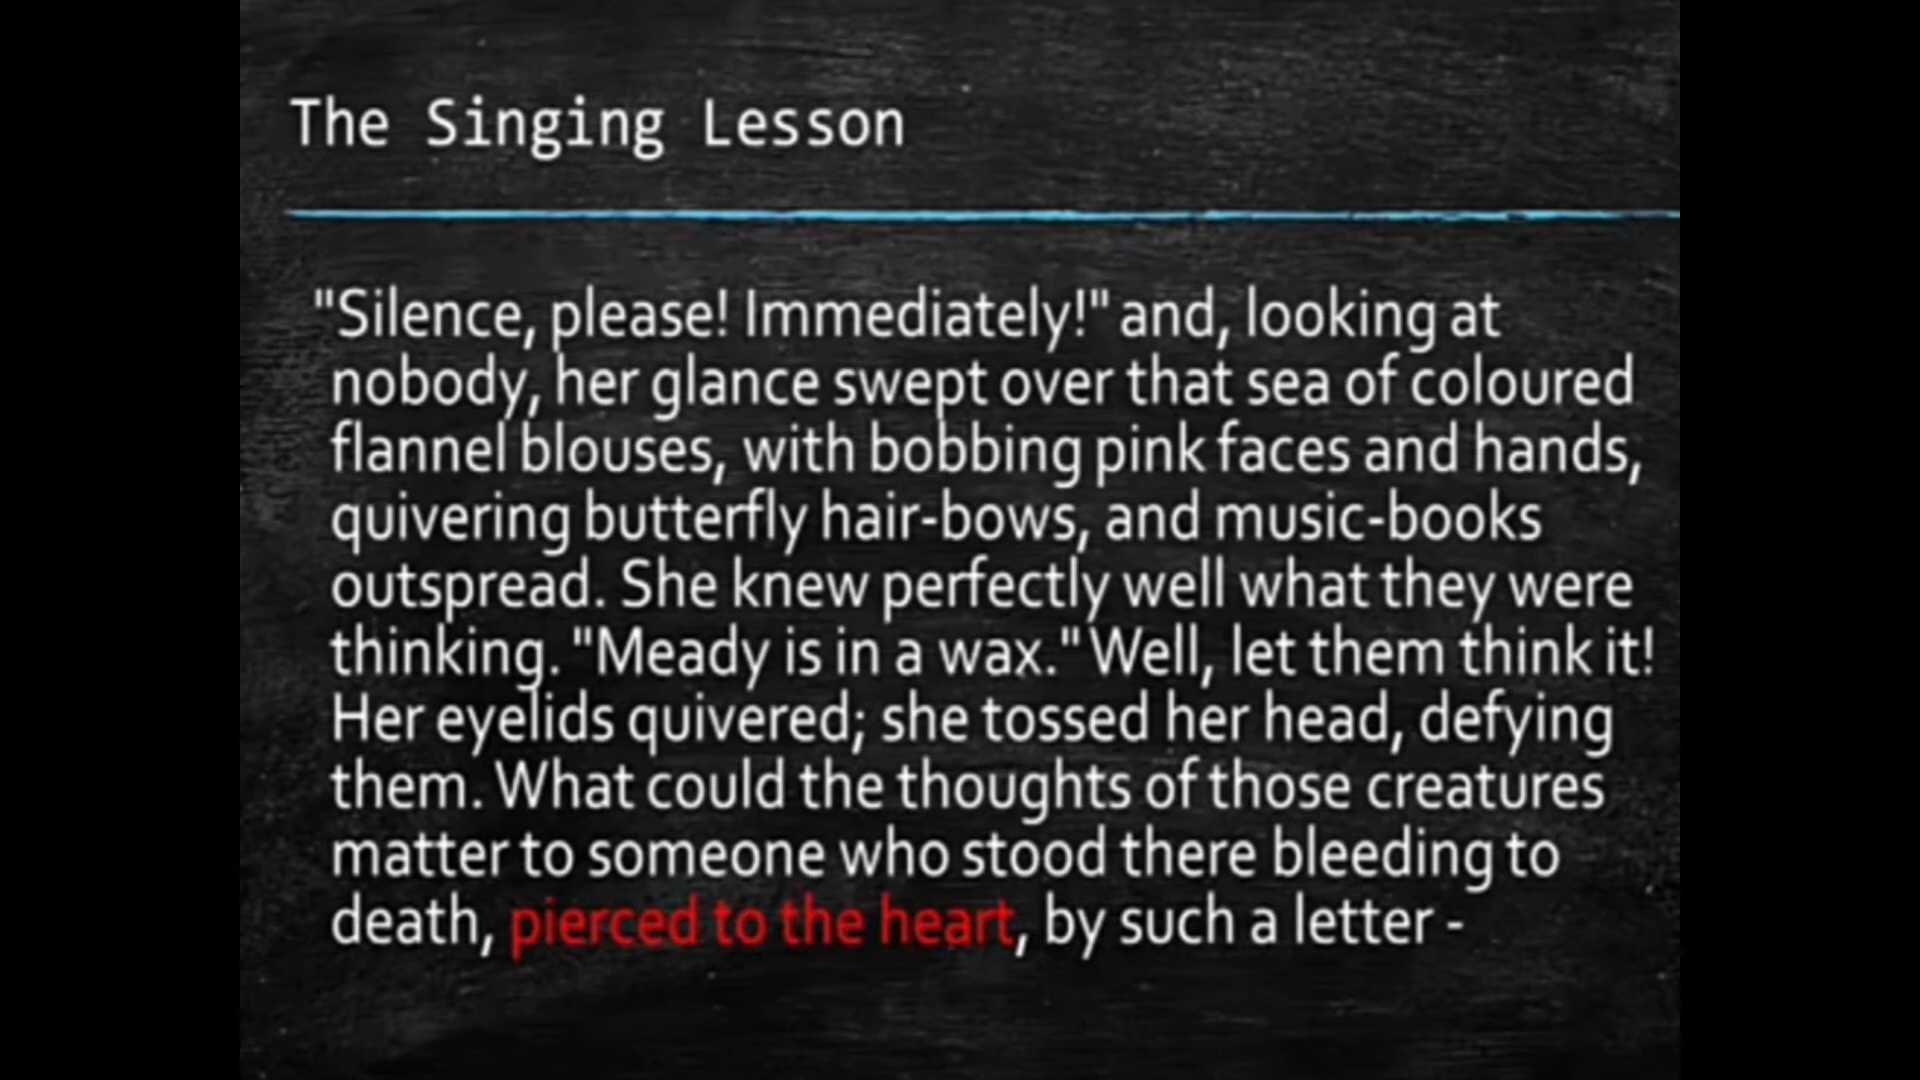 The Singing Lesson
"Silence, please! Immediately!" and, looking at
nobody, her glance swept over that sea of coloured
flannel blouses, with bobbing pink faces and hands,
quivering butterfly hair-bows, and music-books
outspread. She knew perfectly well what they were
thinking. "Meady is in a wax." Well, let them think it!
Her eyelids quivered; she tossed her head, defying
them. What could the thoughts of those creatures
matter to someone who stood there bleeding to
death, pierced to the heart, by such a letter -